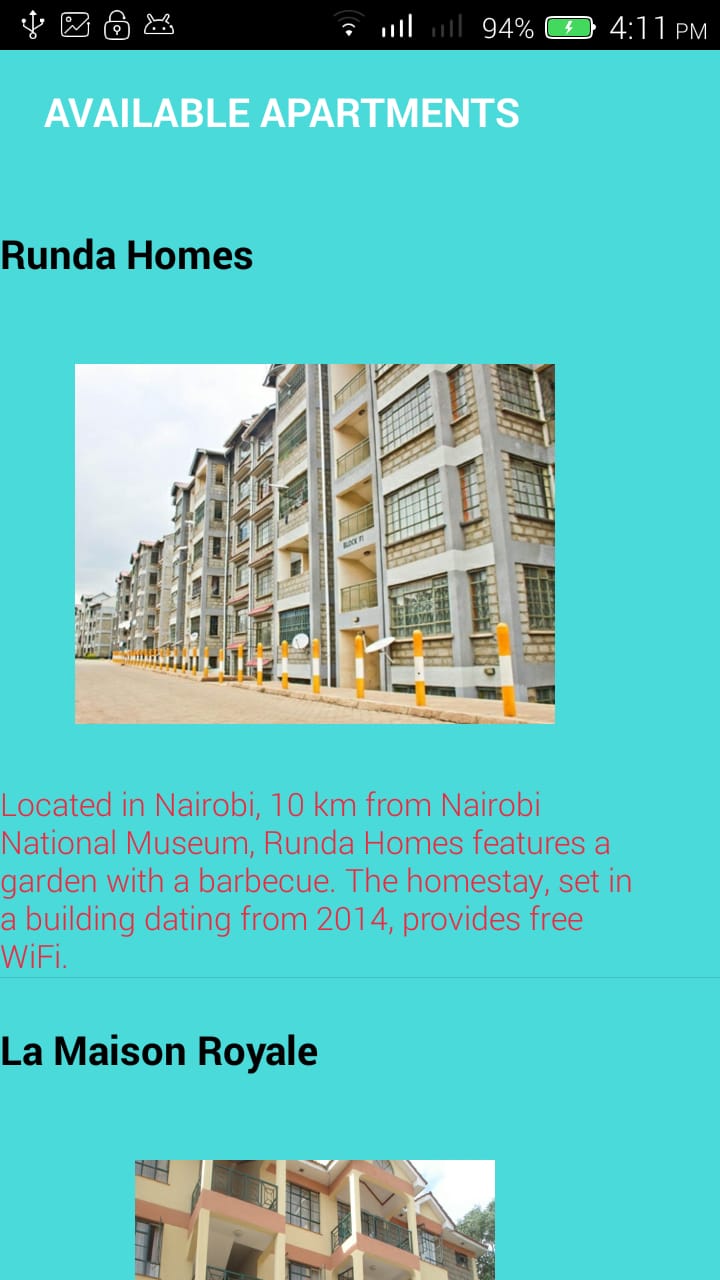 94% 4:11 PM
AVAILABLE APARTMENTS
Runda Homes
BLOCK F1
Located in Nairobi, 10 km from Nairobi
National Museum, Runda Homes features a
garden with a barbecue. The homestay, set in
a building dating from 2014, provides free
WiFi.
La Maison Royale